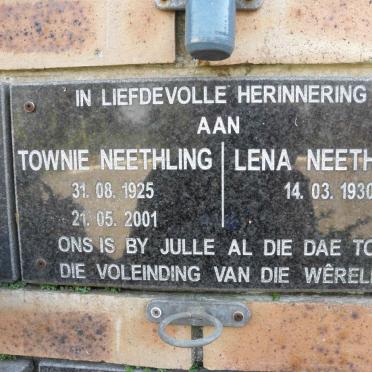 IN LIEFDEVOLLE HERINNERING
AAN
TOWNIE NEETHLING LENA NEETH
31. 08. 1925 14. 03. 1930
21. 05. 2001
ONS IS BY JULLE AL DIE DAE TO
DIE VOLEINDING VAN DIE WÊREL